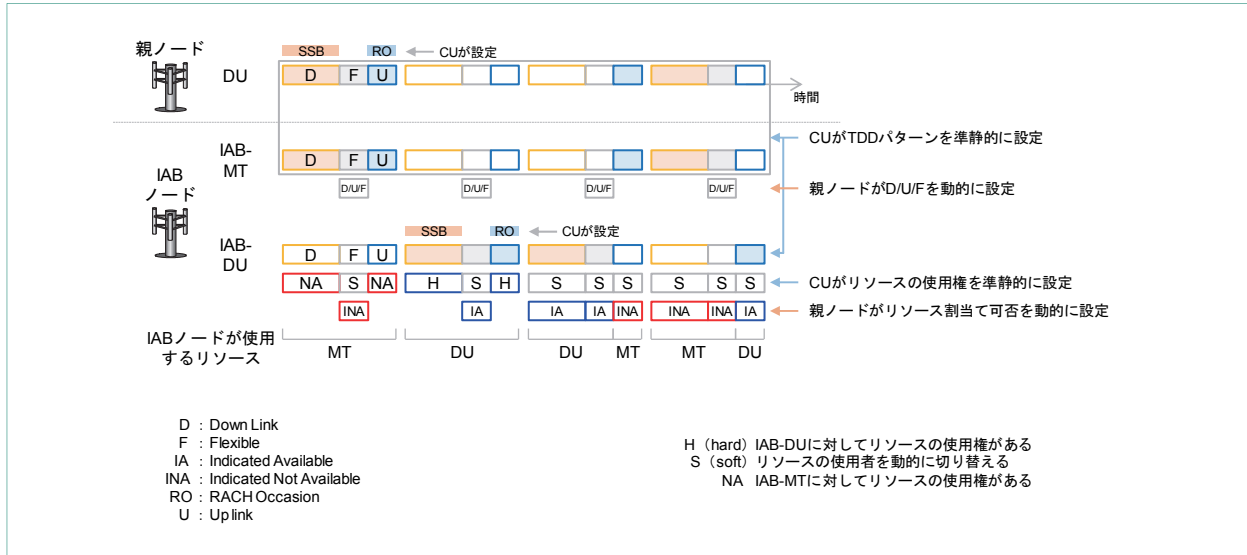 親ノード
SSB RO CUが設定
DU D F U
時間
CUがTDDパターンを準静的に設定
IAB-
MT
D F U
IAB
ノード
D/U/F D/U/F D/U/F D/U/F 親ノードがD/U/Fを動的に設定
SSB RO CUが設定
IAB-
DU
D F U
NA S NA H S H S S S S S S CUがリソースの使用権を準静的に設定
INA IA IA IA INA INA INA IA 親ノードがリソース割当て可否を動的に設定
IABノードが使用
するリソース
MT DU DU MT MT DU
D : Down Link
F : Flexible
IA : Indicated Available
INA : Indicated Not Available
RO : RACH Occasion
U : Up link
H (hard) IAB-DUに対してリソースの使用権がある
S (soft) リソースの使用者を動的に切り替える
NA IAB-MTに対してリソースの使用権がある